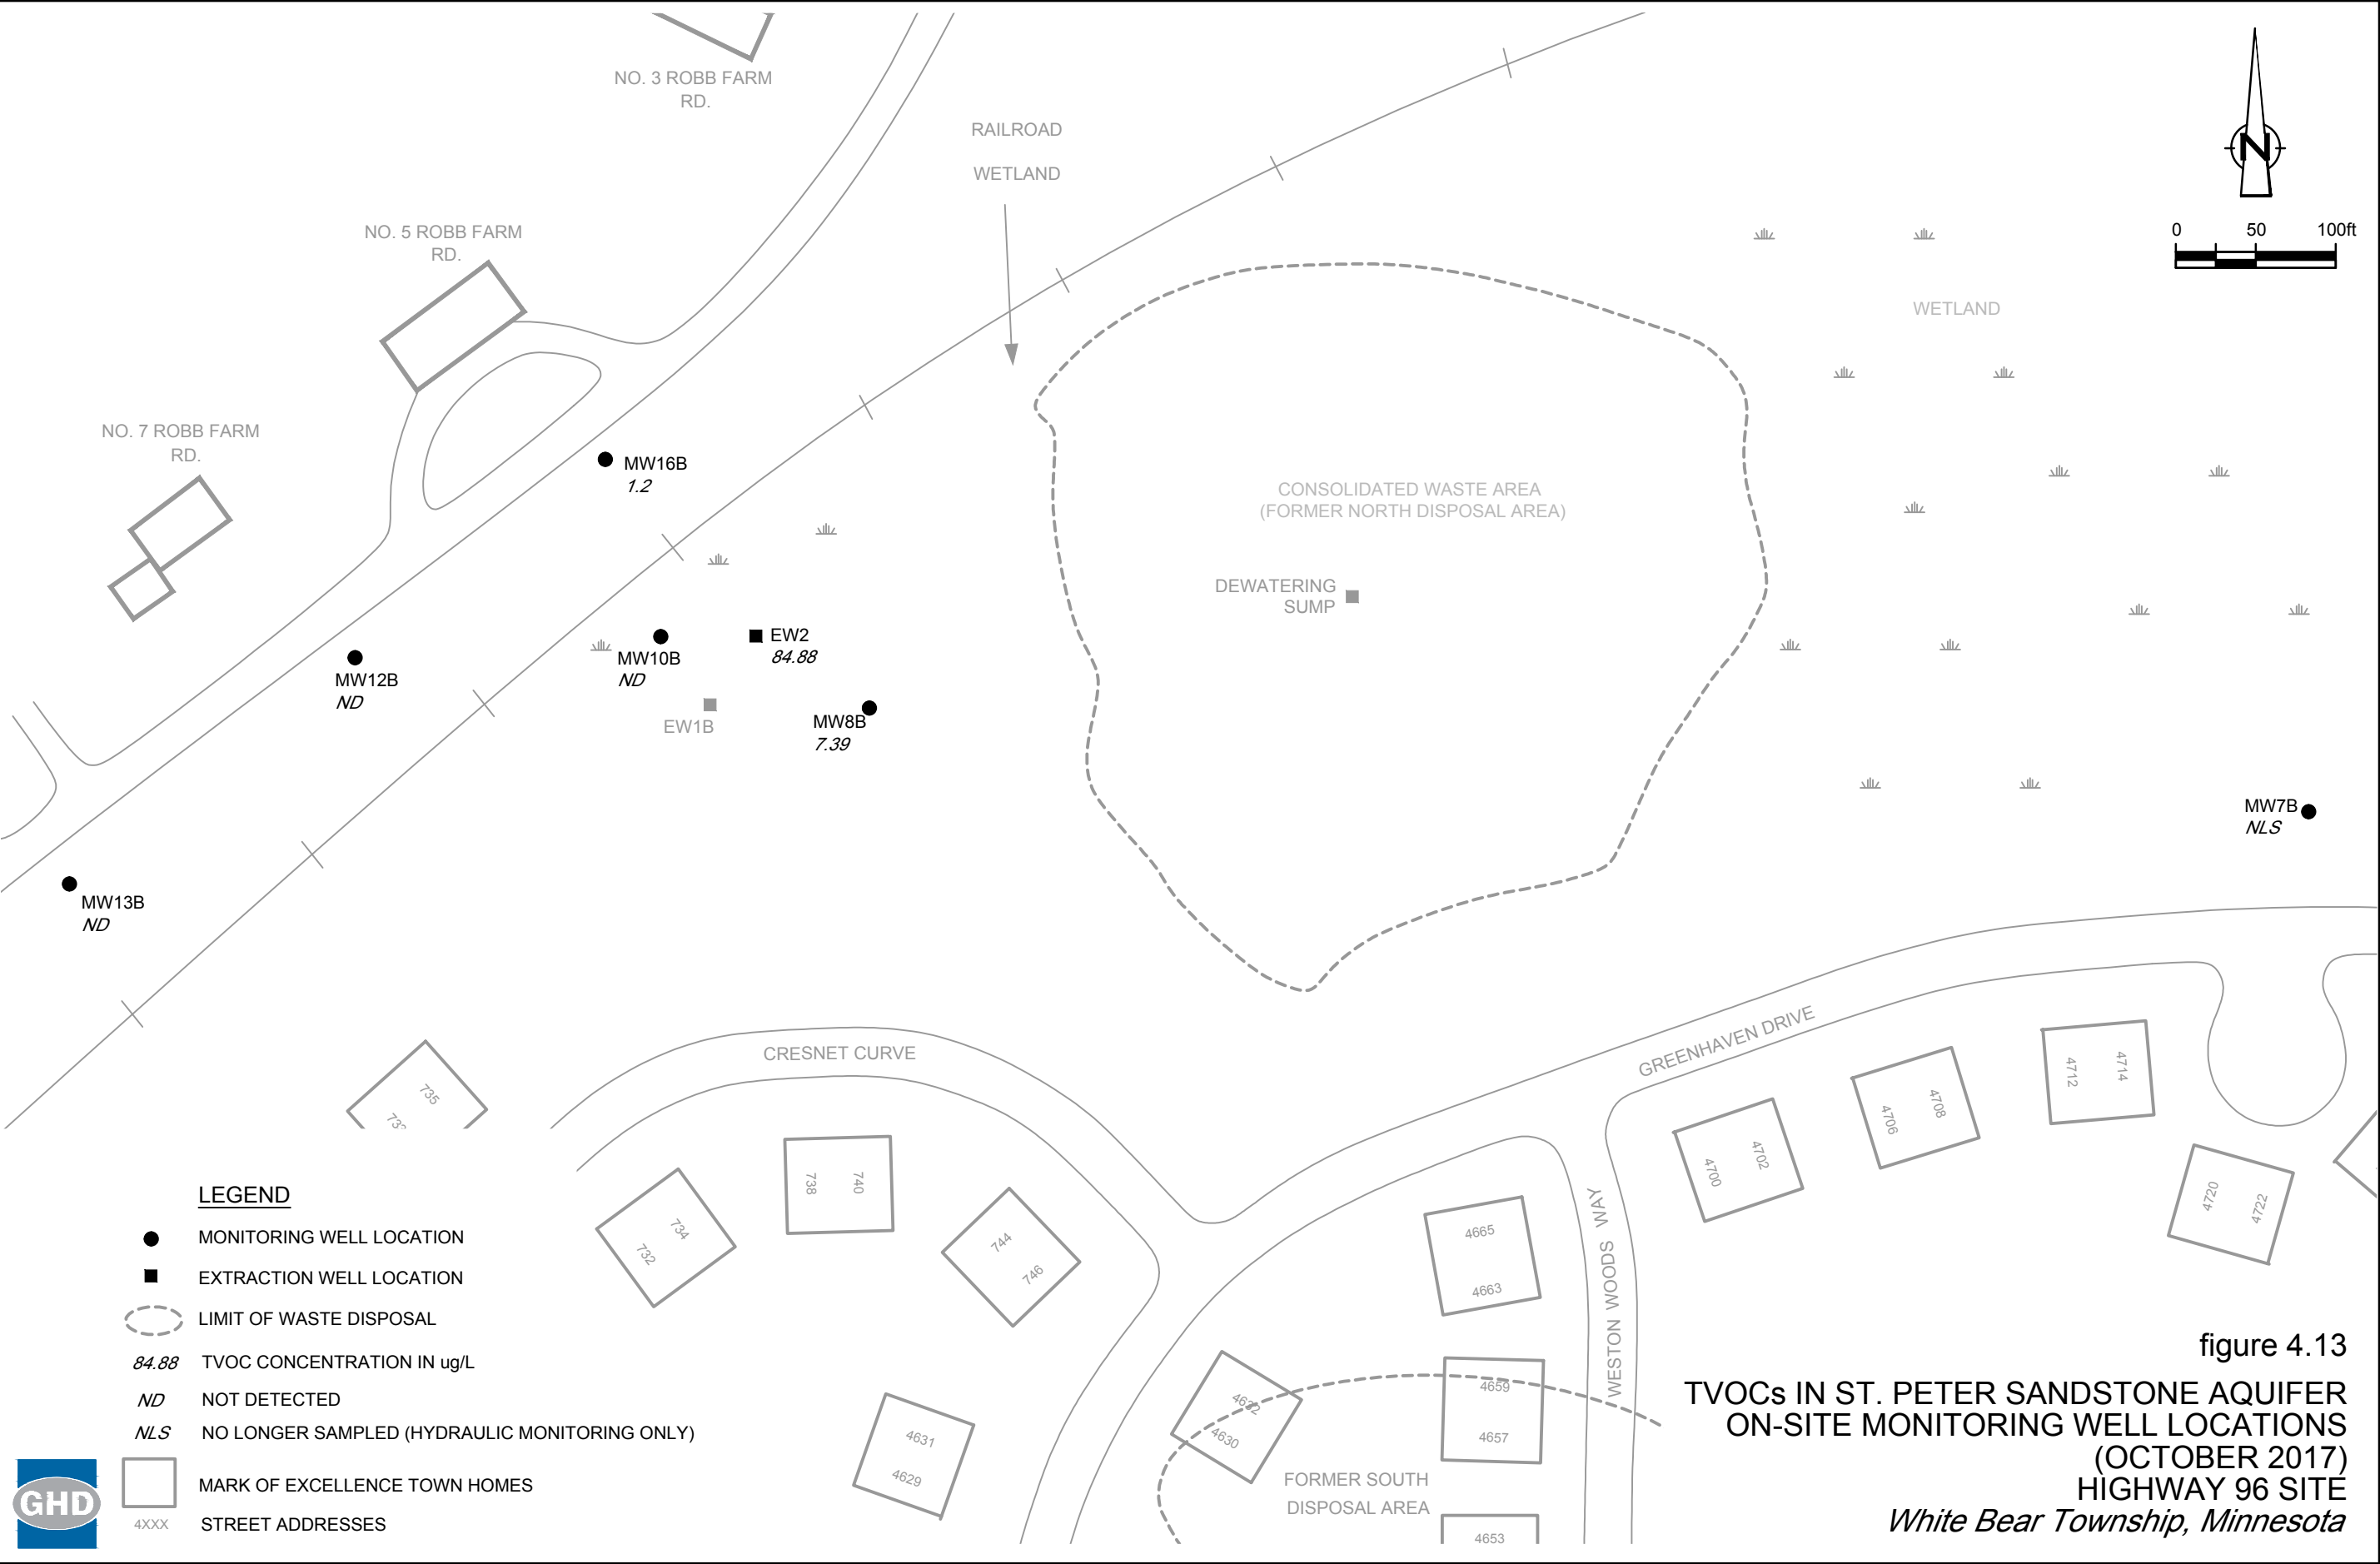 NO. 3 ROBB FARM
RD.
RAILROAD
WETLAND
N
0 50 100ft
NO. 5 ROBB FARM
RD.
WETLAND
NO. 7 ROBB FARM
RD.
MW16B
1.2
CONSOLIDATED WASTE AREA
(FORMER NORTH DISPOSAL AREA)
DEWATERING
SUMP
EW2
84.88
MW10B
ND
MW12B
ND
EW1B
MW8B
7.39
MW7B
NLS
MW13B
ND
CRESNET CURVE
GREENHAVEN DRIVE
735
738
740
734
732
744
746
4665
4663
4659
4657
4653
4632
4630
4631
4629
WESTON WOODS WAY
4700
4702
4706
4708
4712
4714
4720
4722
FORMER SOUTH
DISPOSAL AREA
LEGEND
MONITORING WELL LOCATION
EXTRACTION WELL LOCATION
LIMIT OF WASTE DISPOSAL
84.88 TVOC CONCENTRATION IN ug/L
ND NOT DETECTED
NLS NO LONGER SAMPLED (HYDRAULIC MONITORING ONLY)
MARK OF EXCELLENCE TOWN HOMES
4XXX STREET ADDRESSES
GHD
figure 4.13
TVOCs IN ST. PETER SANDSTONE AQUIFER
ON-SITE MONITORING WELL LOCATIONS
(OCTOBER 2017)
HIGHWAY 96 SITE
White Bear Township, Minnesota